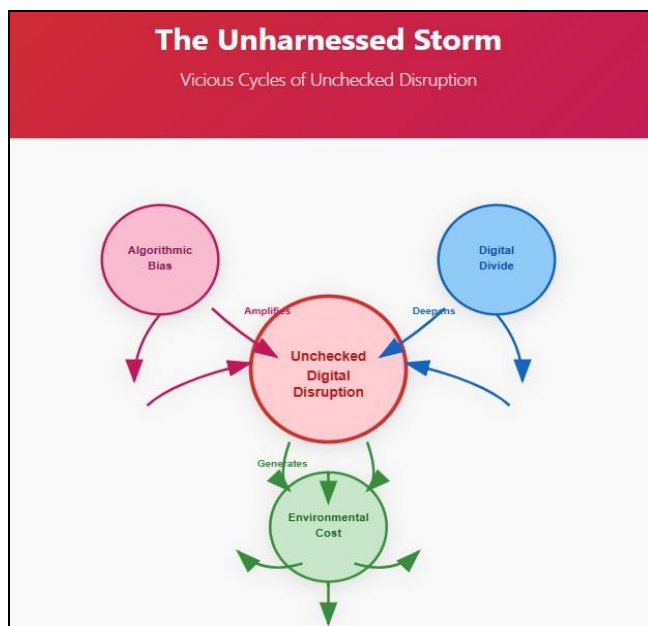 The Unharnessed Storm
Vicious Cycles of Unchecked Disruption
Algorithmic
Bias
Digital
Divide
Amplifies
Deepens
Unchecked
Digital
Disruption
Generates
Environmental
Cost